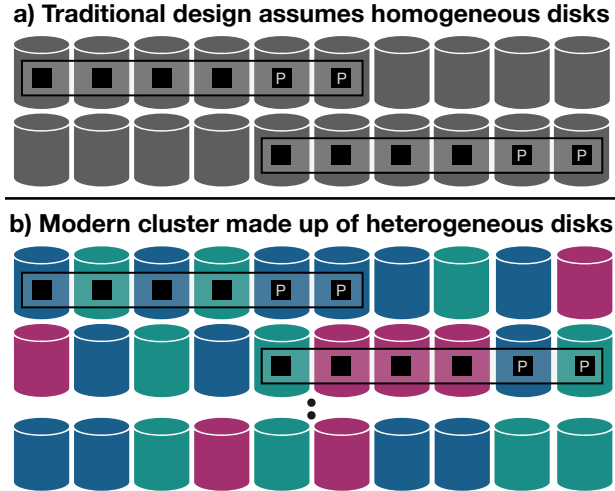 a) Traditional design assumes homogeneous disks
P P
P P
b) Modern cluster made up of heterogeneous disks
P P
P P